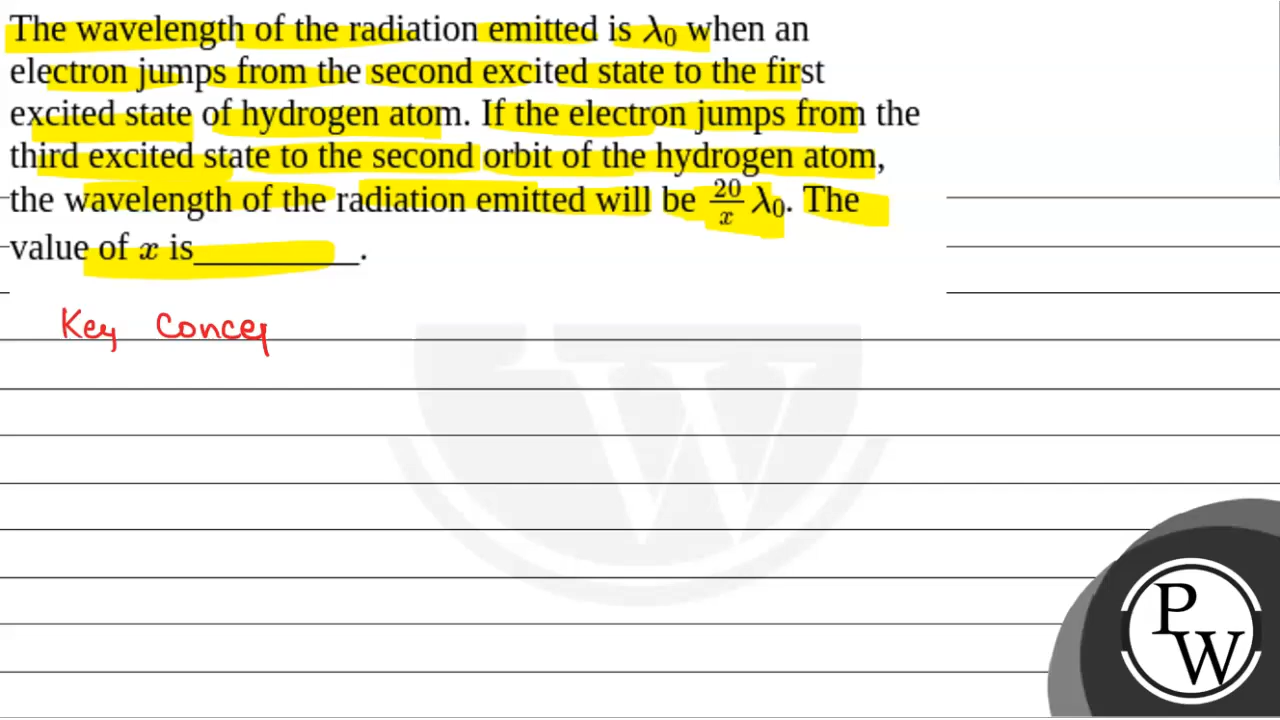 The wavelength of the radiation emitted is λ₀ when an
electron jumps from the second excited state to the first
excited state of hydrogen atom. If the electron jumps from the
third excited state to the second orbit of the hydrogen atom,
the wavelength of the radiation emitted will be 20/x λ₀. The
value of x is__________.
Key Concep
PW